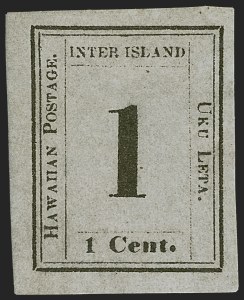 INTER ISLAND
HAWAIIAN POSTAGE.
1
UKU LETA.
1 Cent.